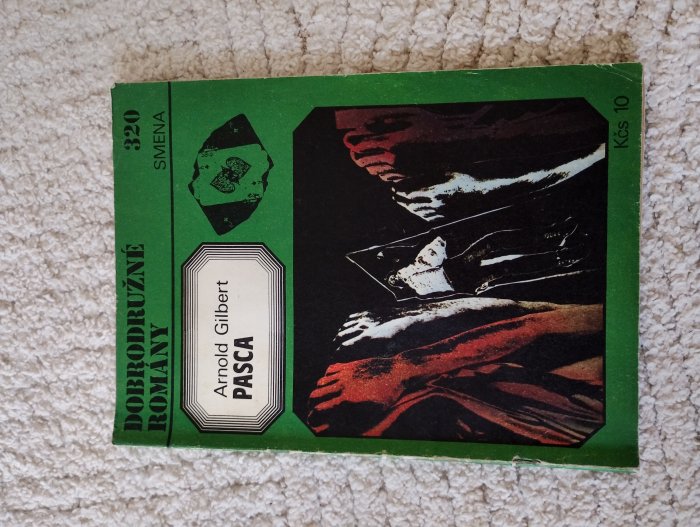 DOBRODRUŽNÉ
ROMÁNY
320
SMENA
Arnold Gilbert
PASCA
Kčs 10